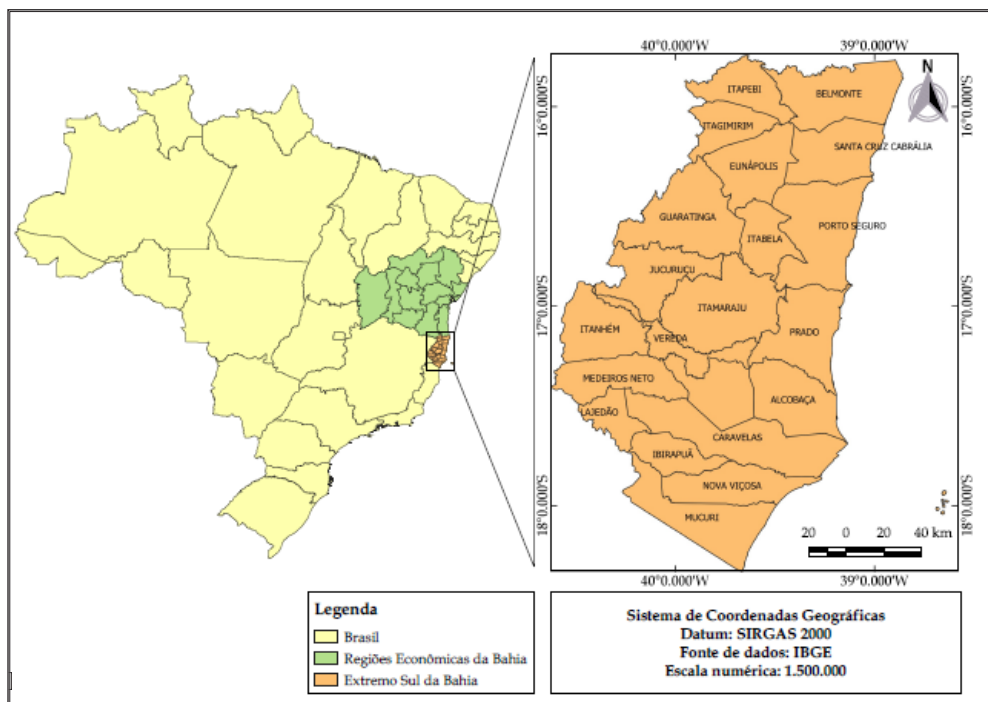 40°0.000'W 39°0.000'W
N
16°0.000'S
17°0.000'S
18°0.000'S
16°0.000'S
17°0.000'S
18°0.000'S
ITAPEBI
BELMONTE
ITAGIMIRIM
SANTA CRUZ CABRÁLIA
EUNÁPOLIS
GUARATINGA
PORTO SEGURO
ITABELA
JUCURUÇU
ITAMARAJU
ITANHÉM
PRADO
VEREDA
MEDEIROS NETO
ALCOBAÇA
LAJEDÃO
CARAVELAS
IBIRAPUÃ
NOVA VIÇOSA
MUCURI
20 0 20 40 km
40°0.000'W 39°0.000'W
Legenda
Brasil
Regiões Econômicas da Bahia
Extremo Sul da Bahia
Sistema de Coordenadas Geográficas
Datum: SIRGAS 2000
Fonte de dados: IBGE
Escala numérica: 1.500.000